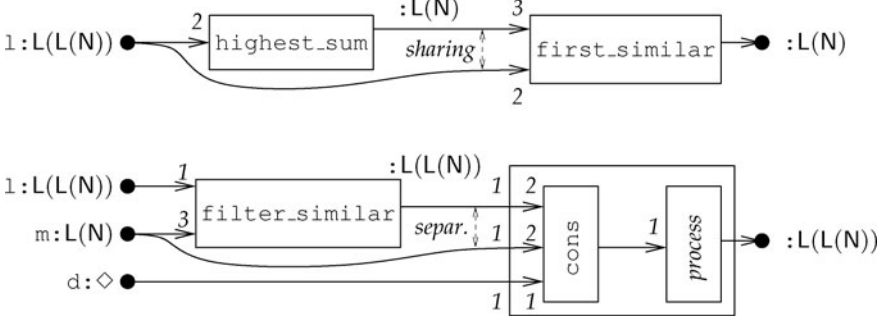 :L(N)
2 3
l:L(L(N)) highest_sum sharing first_similar :L(N)
2
:L(L(N))
l:L(L(N)) 1 1 2
m:L(N) 3 filter_similar separ. 1 2 cons 1 process :L(L(N))
d:◇ 1 1